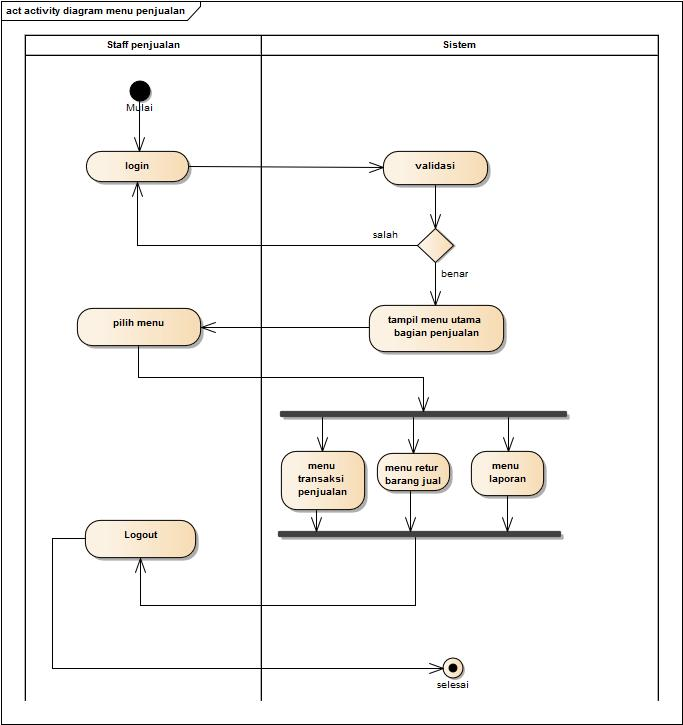 act activity diagram menu penjualan
Staff penjualan
Sistem
Mulai
login
validasi
salah
benar
pilih menu
tampil menu utama
bagian penjualan
menu
transaksi
penjualan
menu retur
barang jual
menu
laporan
Logout
selesai